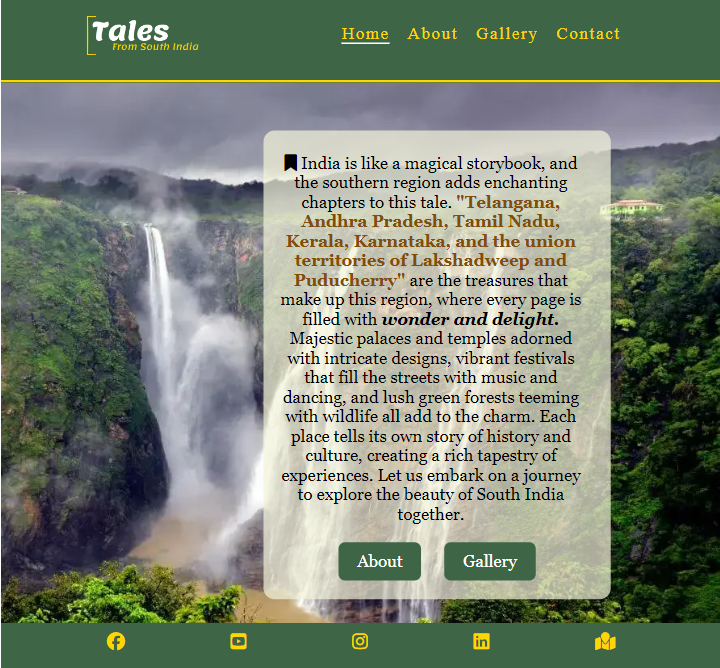 Tales
From South India
Home About Gallery Contact
India is like a magical storybook, and
the southern region adds enchanting
chapters to this tale. "Telangana,
Andhra Pradesh, Tamil Nadu,
Kerala, Karnataka, and the union
territories of Lakshadweep and
Puducherry" are the treasures that
make up this region, where every page is
filled with wonder and delight.
Majestic palaces and temples adorned
with intricate designs, vibrant festivals
that fill the streets with music and
dancing, and lush green forests teeming
with wildlife all add to the charm. Each
place tells its own story of history and
culture, creating a rich tapestry of
experiences. Let us embark on a journey
to explore the beauty of South India
together.
About Gallery